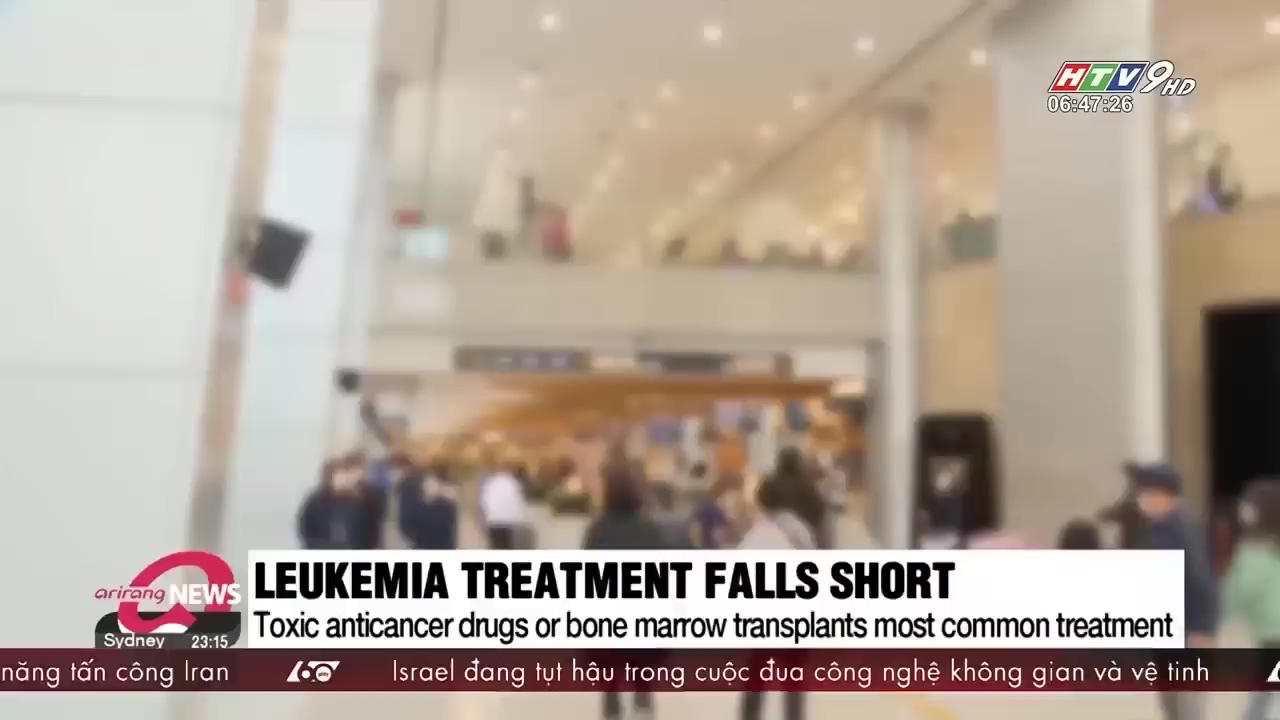 HTV9 HD
06:47:26
LEUKEMIA TREATMENT FALLS SHORT
arirang NEWS
Toxic anticancer drugs or bone marrow transplants most common treatment
Sydney 23:15
năng tấn công Iran 60 giây Israel đang tụt hậu trong cuộc đua công nghệ không gian và vệ tinh